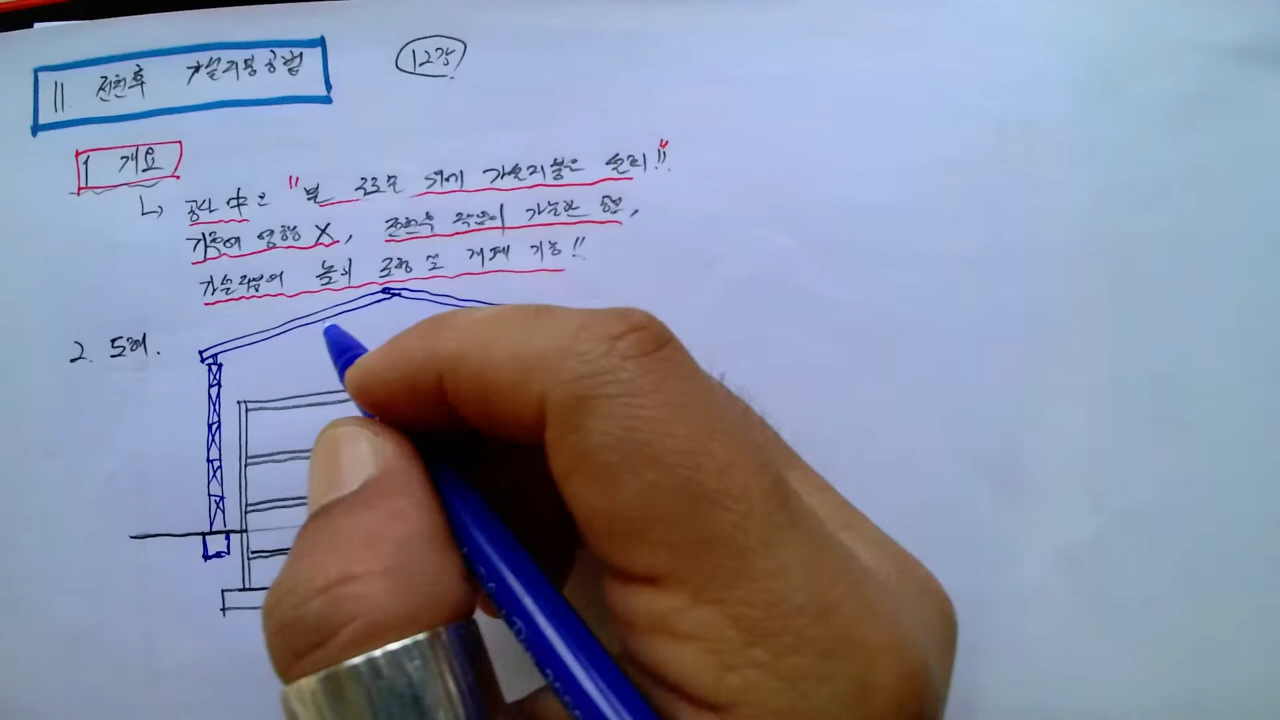 11. 전천후 가설지붕공법
12강
1 개요
↳ 공사 中인 "본 구조물 위에 가설지붕을 설치"!!
기후에 영향 X, 전천후 작업이 가능한 공법,
가설지붕의 높이 조정 및 개폐 가능!!
2. 도해.